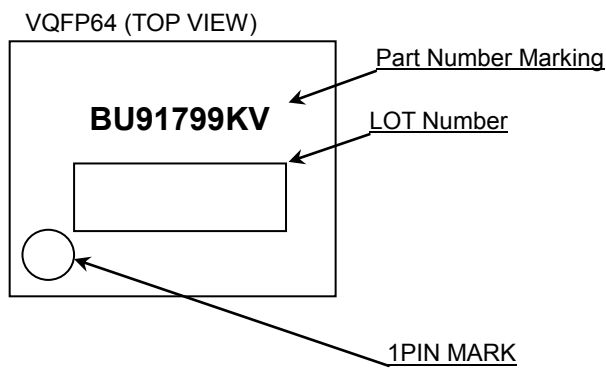 VQFP64 (TOP VIEW)
Part Number Marking
BU91799KV
LOT Number
1PIN MARK